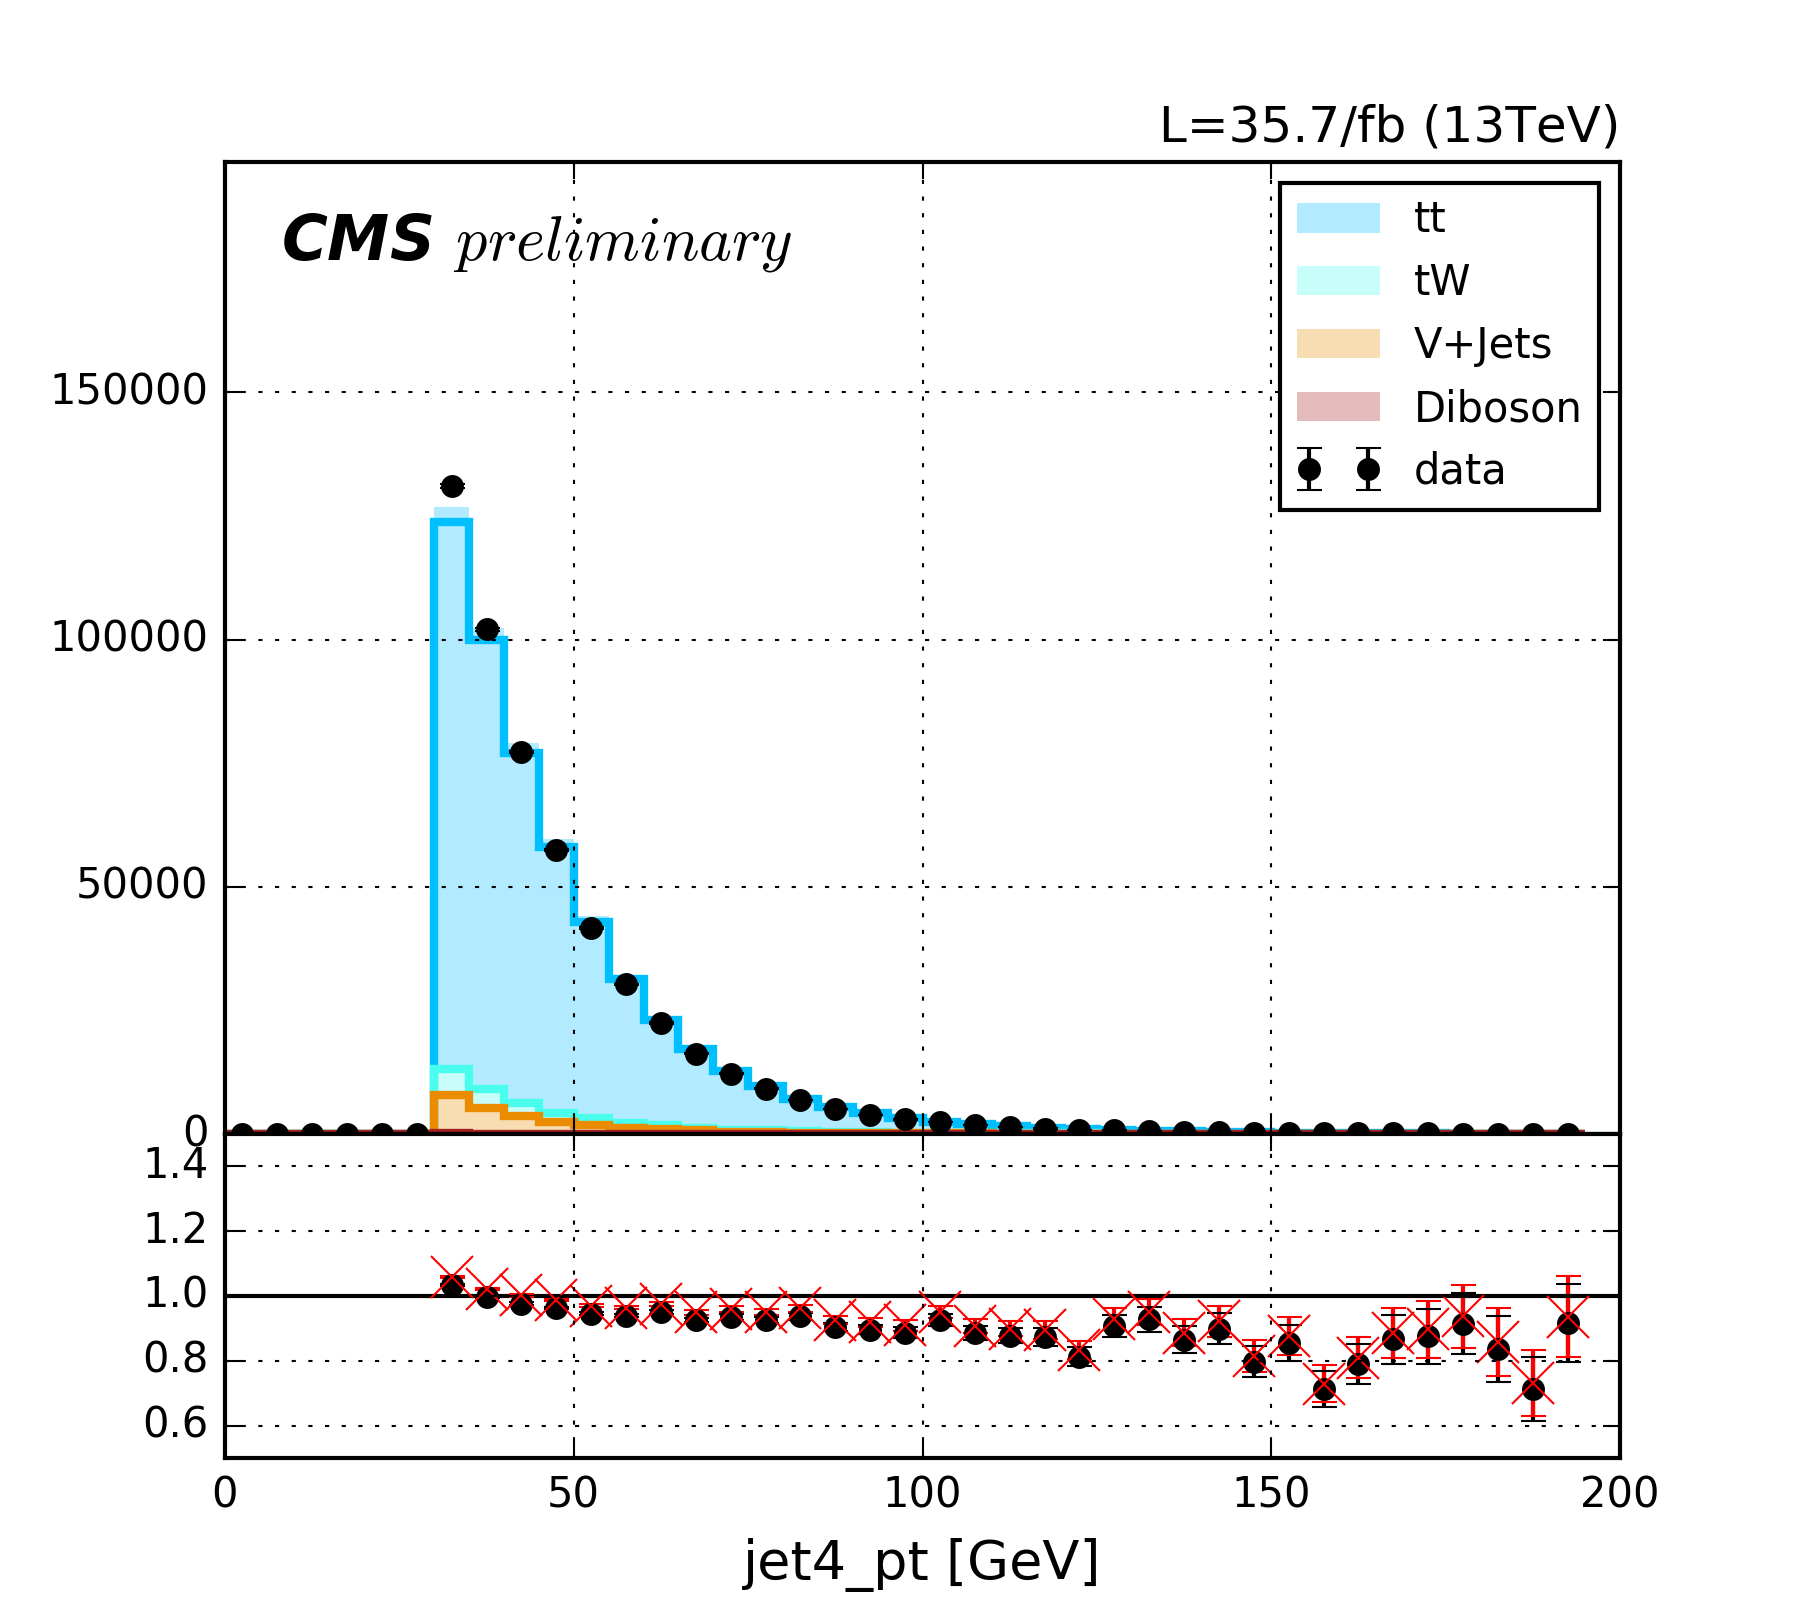 L=35.7/fb (13TeV)
CMS preliminary
tt
tW
V+Jets
Diboson
data
150000
100000
50000
0
1.4
1.2
1.0
0.8
0.6
0 50 100 150 200
jet4_pt [GeV]